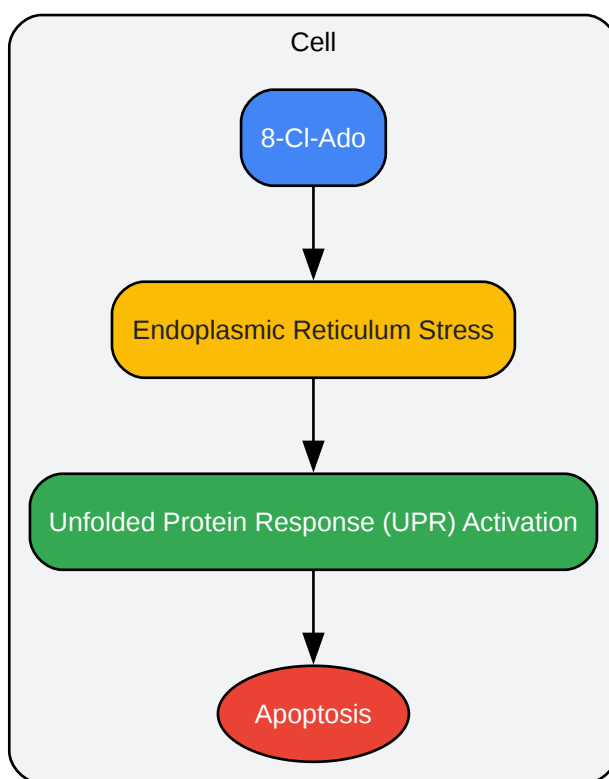 Cell
8-Cl-Ado
Endoplasmic Reticulum Stress
Unfolded Protein Response (UPR) Activation
Apoptosis